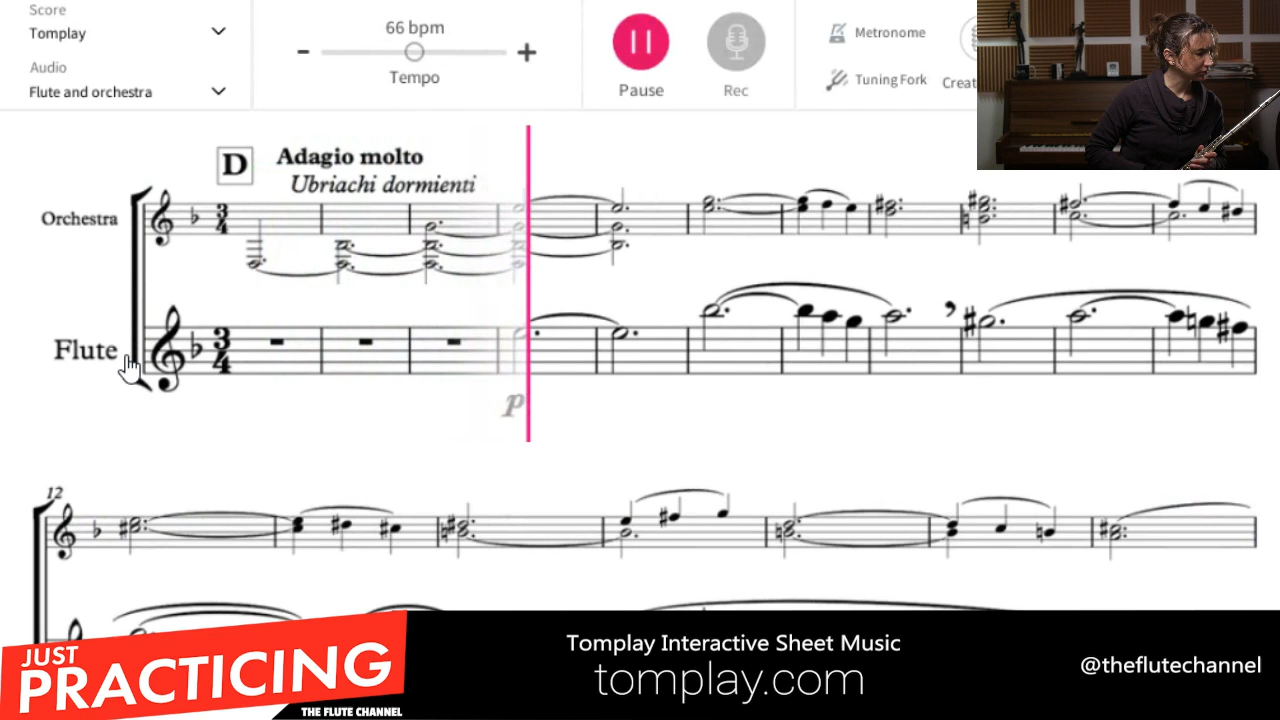 Score
Tomplay
Audio
Flute and orchestra
66 bpm
- +
Tempo
Pause
Rec
Metronome
Tuning Fork
Creat
D Adagio molto
Ubriachi dormienti
Orchestra
3
4
Flute
3
4
p
12
JUST
PRACTICING
THE FLUTE CHANNEL
Tomplay Interactive Sheet Music
tomplay.com
@theflutechannel